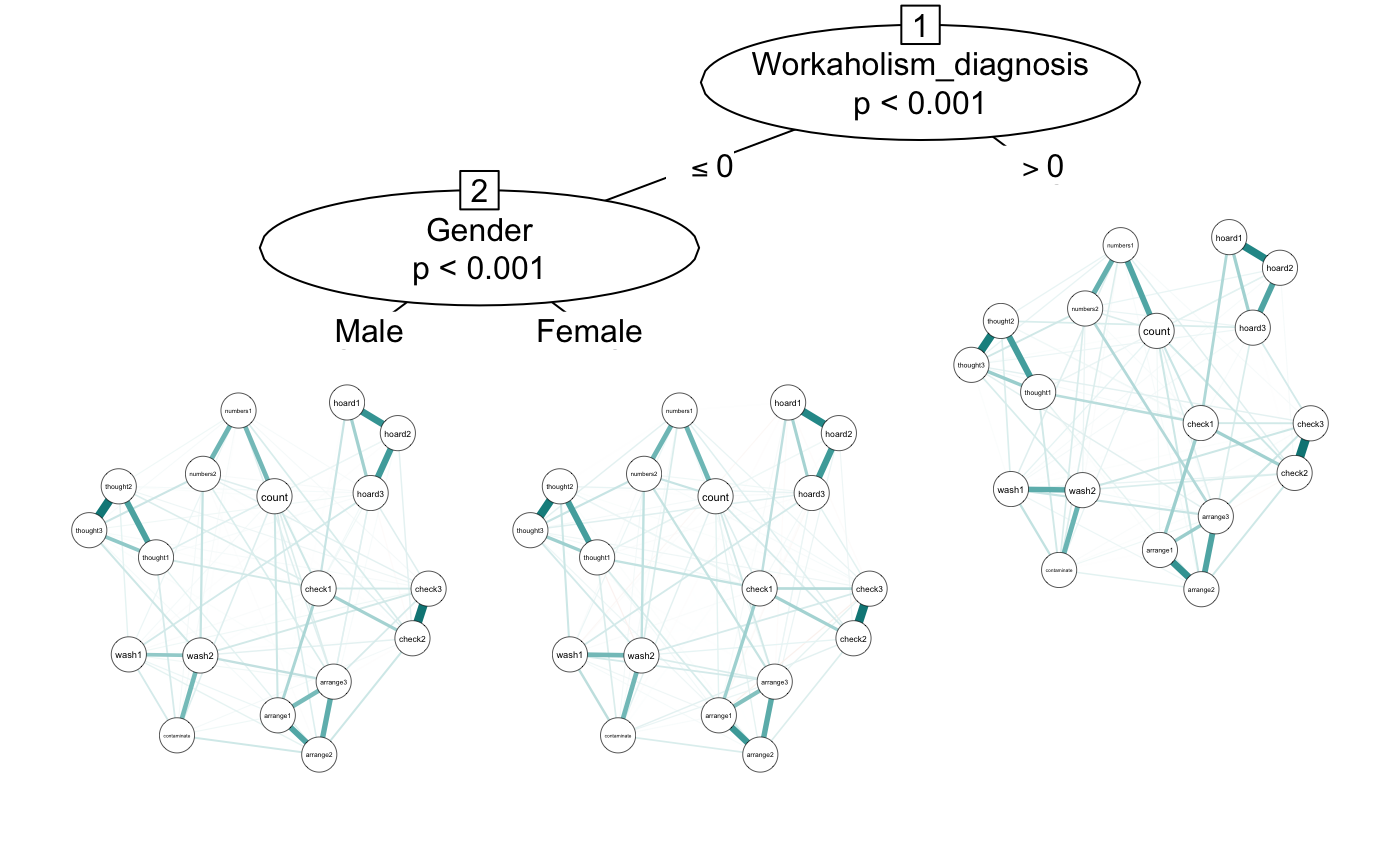 1
Workaholism_diagnosis
p < 0.001
≤ 0
> 0
2
Gender
p < 0.001
Male
Female
numbers1
hoard1
hoard2
numbers2
count
hoard3
thought2
thought3
thought1
check1
check3
check2
wash1
wash2
arrange3
arrange1
arrange2
contaminate
numbers1
hoard1
hoard2
numbers2
count
hoard3
thought2
thought3
thought1
check1
check3
check2
wash1
wash2
arrange3
arrange1
arrange2
contaminate
numbers1
hoard1
hoard2
numbers2
count
hoard3
thought2
thought3
thought1
check1
check3
check2
wash1
wash2
arrange3
arrange1
arrange2
contaminate